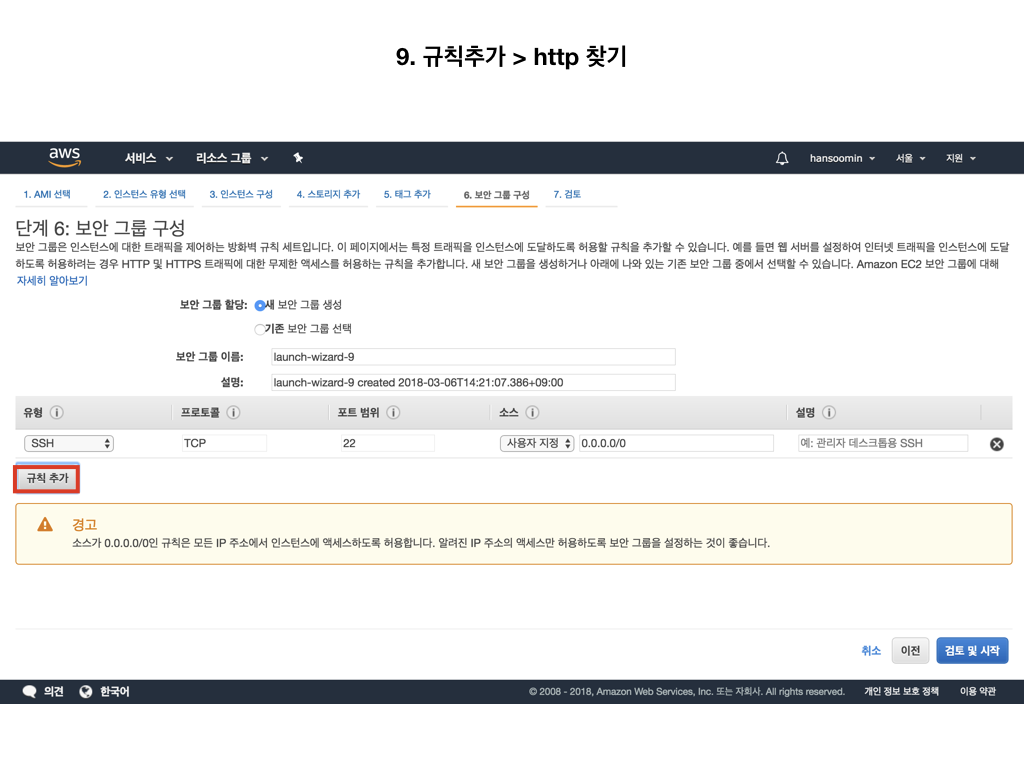 9. 규칙추가 > http 찾기
aws 서비스 리소스 그룹 hansoomin 서울 지원
1. AMI 선택 2. 인스턴스 유형 선택 3. 인스턴스 구성 4. 스토리지 추가 5. 태그 추가 6. 보안 그룹 구성 7. 검토
단계 6: 보안 그룹 구성
보안 그룹은 인스턴스에 대한 트래픽을 제어하는 방화벽 규칙 세트입니다. 이 페이지에서는 특정 트래픽을 인스턴스에 도달하도록 허용할 규칙을 추가할 수 있습니다. 예를 들면 웹 서버를 설정하여 인터넷 트래픽을 인스턴스에 도달
하도록 허용하려는 경우 HTTP 및 HTTPS 트래픽에 대한 무제한 액세스를 허용하는 규칙을 추가합니다. 새 보안 그룹을 생성하거나 아래에 나와 있는 기존 보안 그룹 중에서 선택할 수 있습니다. Amazon EC2 보안 그룹에 대해
자세히 알아보기
보안 그룹 할당: 새 보안 그룹 생성
기존 보안 그룹 선택
보안 그룹 이름: launch-wizard-9
설명: launch-wizard-9 created 2018-03-06T14:21:07.386+09:00
유형 i 프로토콜 i 포트 범위 i 소스 i 설명 i
SSH TCP 22 사용자 지정 0.0.0.0/0 예: 관리자 데스크톱용 SSH
규칙 추가
경고
소스가 0.0.0.0/0인 규칙은 모든 IP 주소에서 인스턴스에 액세스하도록 허용합니다. 알려진 IP 주소의 액세스만 허용하도록 보안 그룹을 설정하는 것이 좋습니다.
취소 이전 검토 및 시작
의견 한국어 © 2008 - 2018, Amazon Web Services, Inc. 또는 자회사. All rights reserved. 개인 정보 보호 정책 이용 약관